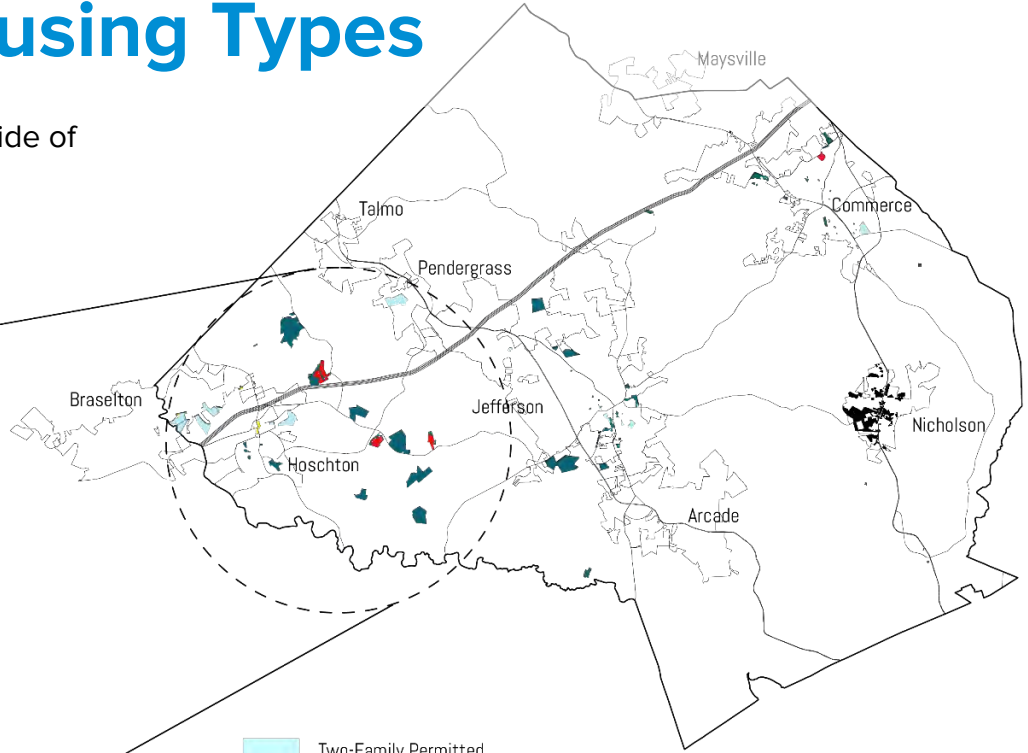 using Types
ide of
Maysville
Talmo
Commerce
Pendergrass
Braselton
Jefferson
Nicholson
Hoschton
Arcade
Two-Family Permitted